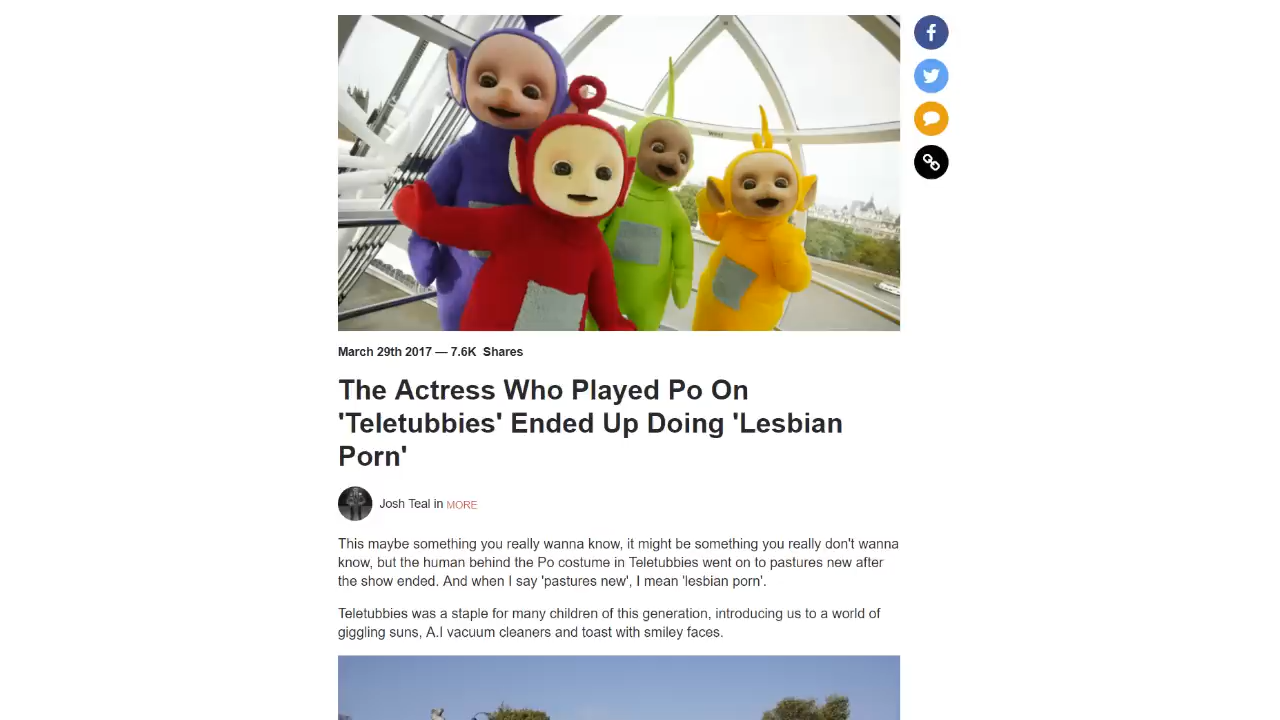 March 29th 2017 — 7.6K Shares
The Actress Who Played Po On
'Teletubbies' Ended Up Doing 'Lesbian
Porn'
Josh Teal in MORE
This maybe something you really wanna know, it might be something you really don't wanna
know, but the human behind the Po costume in Teletubbies went on to pastures new after
the show ended. And when I say 'pastures new', I mean 'lesbian porn'.
Teletubbies was a staple for many children of this generation, introducing us to a world of
giggling suns, A.I vacuum cleaners and toast with smiley faces.